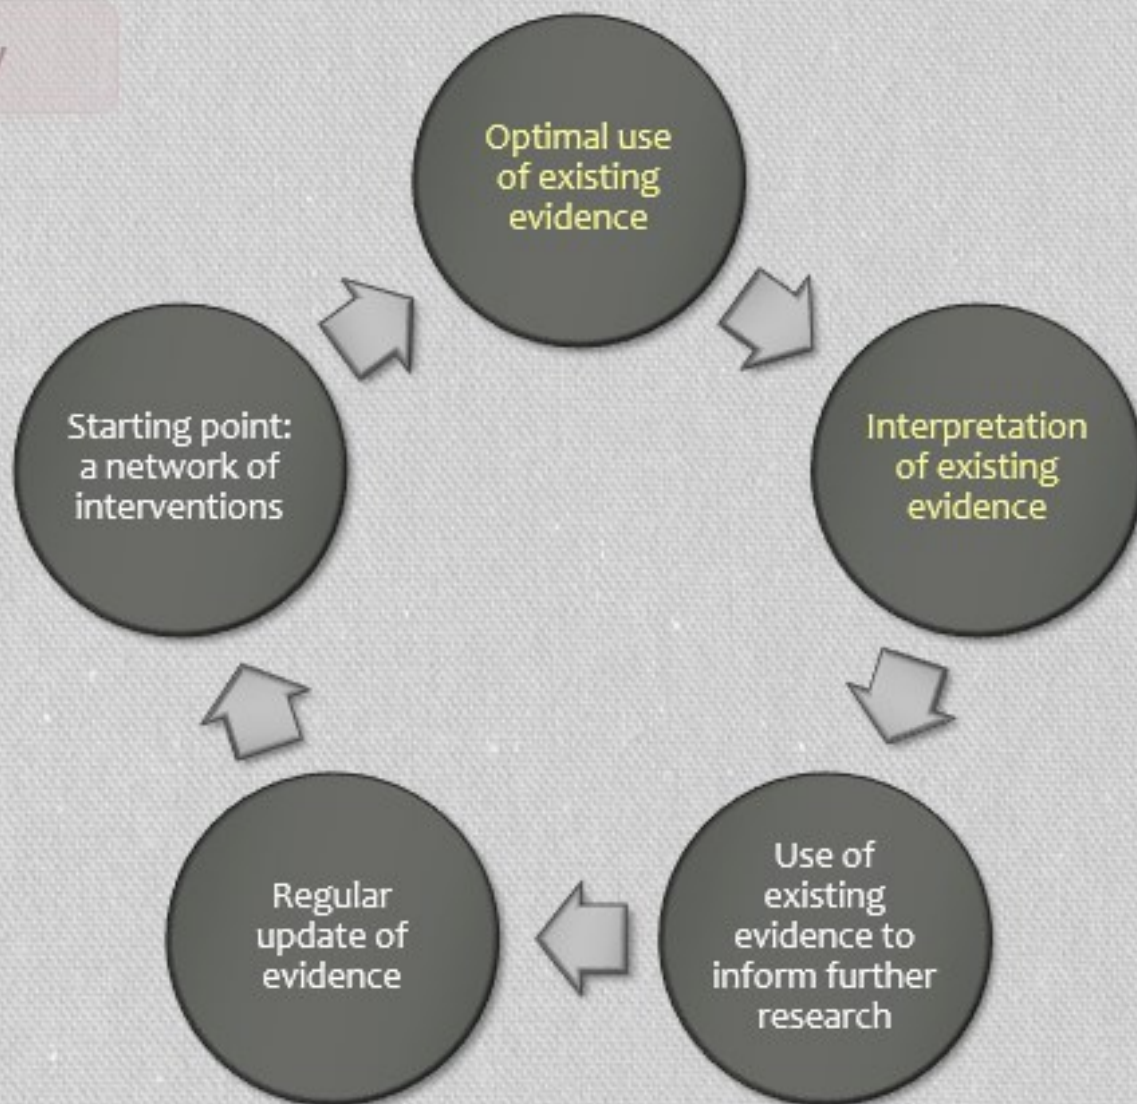 Optimal use
of existing
evidence
Interpretation
of existing
evidence
Use of
existing
evidence to
inform further
research
Regular
update of
evidence
Starting point:
a network of
interventions